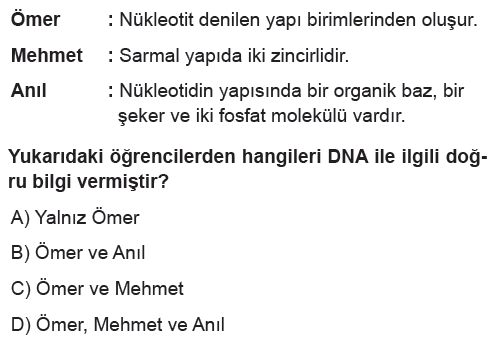 Ömer : Nükleotit denilen yapı birimlerinden oluşur.
Mehmet : Sarmal yapıda iki zincirlidir.
Anıl : Nükleotidin yapısında bir organik baz, bir
şeker ve iki fosfat molekülü vardır.
Yukarıdaki öğrencilerden hangileri DNA ile ilgili doğ-
ru bilgi vermiştir?
A) Yalnız Ömer
B) Ömer ve Anıl
C) Ömer ve Mehmet
D) Ömer, Mehmet ve Anıl